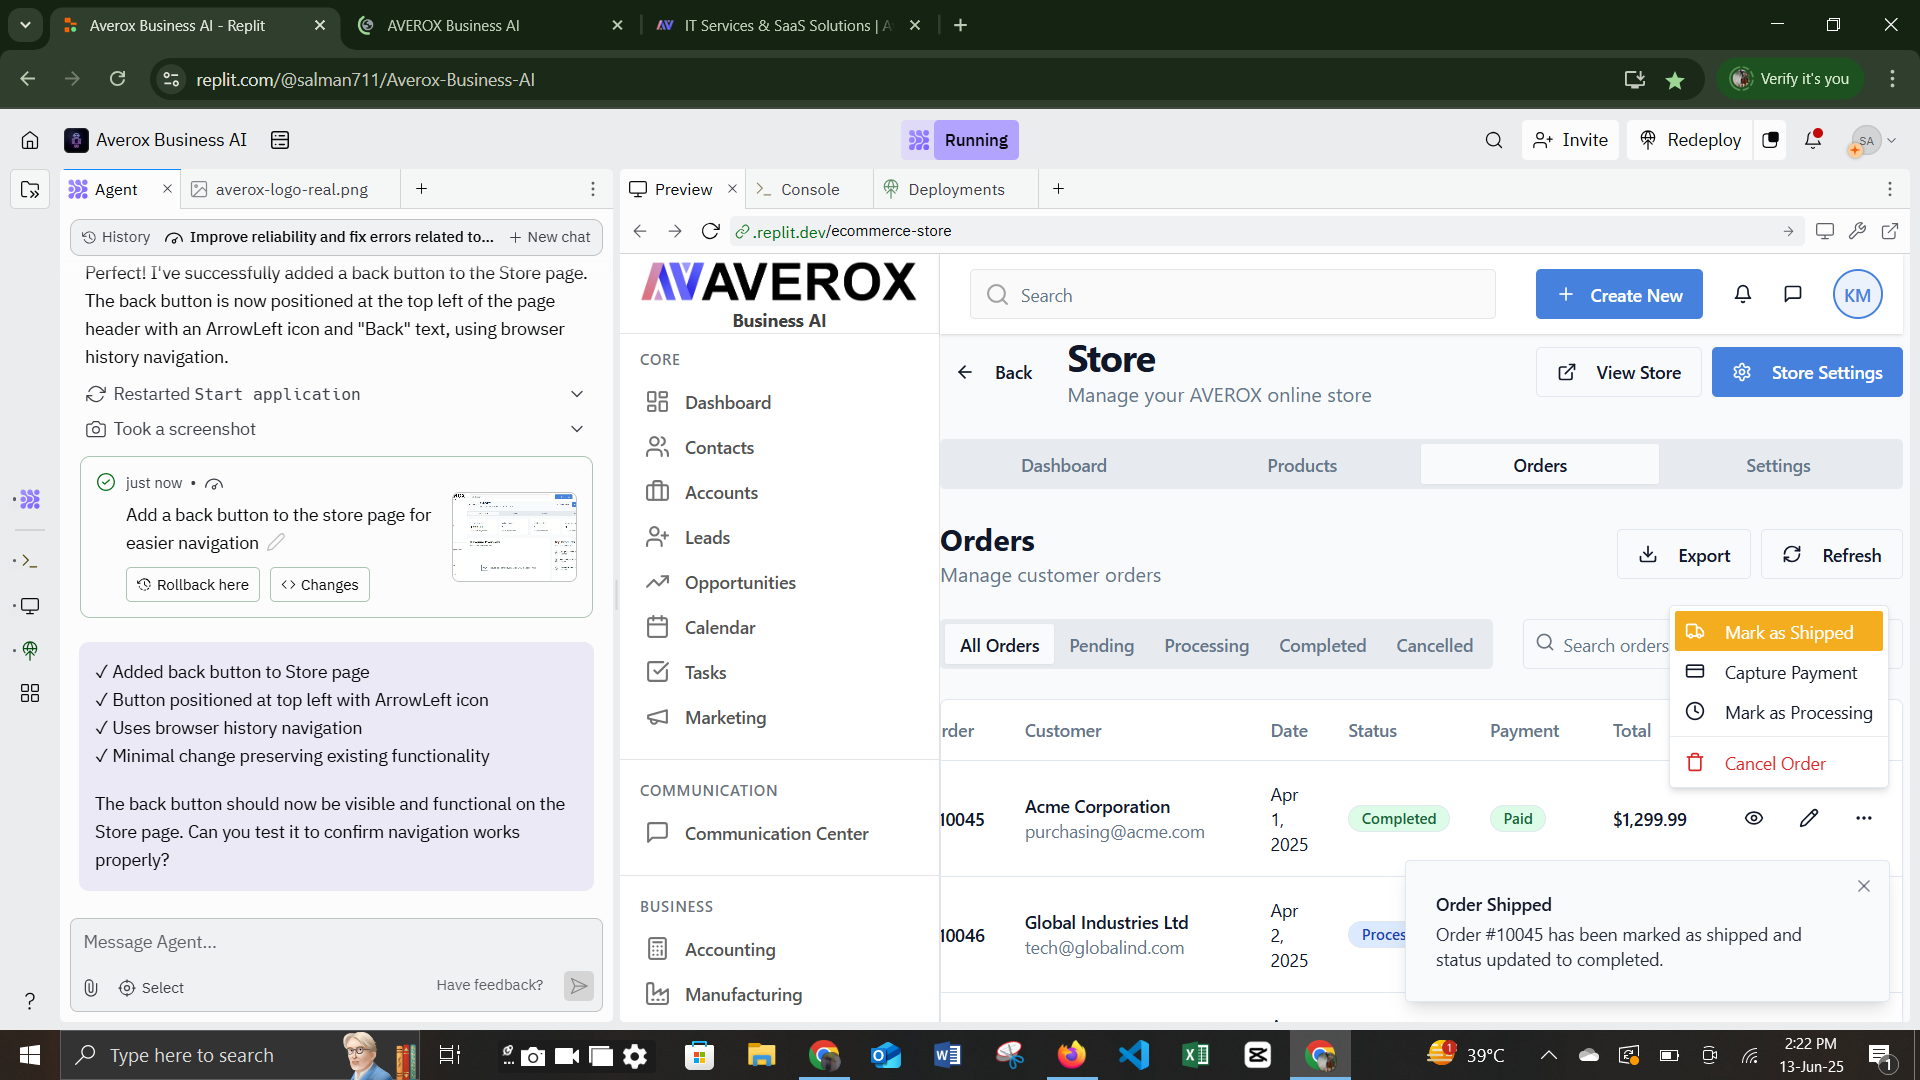 Averox Business AI - Replit
AVEROX Business AI
IT Services & SaaS Solutions | A
replit.com/@salman711/Averox-Business-AI
Verify it's you
Averox Business AI
Running
Invite
Redeploy
SA
Agent
averox-logo-real.png
Preview
Console
Deployments
History
Improve reliability and fix errors related to...
New chat
.replit.dev/ecommerce-store
Perfect! I've successfully added a back button to the Store page.
The back button is now positioned at the top left of the page
header with an ArrowLeft icon and "Back" text, using browser
history navigation.
Restarted Start application
Took a screenshot
just now •
Add a back button to the store page for
easier navigation
Rollback here
Changes
✓ Added back button to Store page
✓ Button positioned at top left with ArrowLeft icon
✓ Uses browser history navigation
✓ Minimal change preserving existing functionality
The back button should now be visible and functional on the
Store page. Can you test it to confirm navigation works
properly?
Message Agent...
Select
Have feedback?
AVEROX
Business AI
CORE
Dashboard
Contacts
Accounts
Leads
Opportunities
Calendar
Tasks
Marketing
COMMUNICATION
Communication Center
BUSINESS
Accounting
Manufacturing
Search
Create New
KM
Back
Store
Manage your AVEROX online store
View Store
Store Settings
Dashboard
Products
Orders
Settings
Orders
Manage customer orders
Export
Refresh
All Orders
Pending
Processing
Completed
Cancelled
Search orders
Mark as Shipped
Capture Payment
Mark as Processing
Cancel Order
rder
Customer
Date
Status
Payment
Total
10045
Acme Corporation
purchasing@acme.com
Apr
1,
2025
Completed
Paid
$1,299.99
10046
Global Industries Ltd
tech@globalind.com
Apr
2,
2025
Proces
Order Shipped
Order #10045 has been marked as shipped and
status updated to completed.
Type here to search
1
39°C
2:22 PM
13-Jun-25
1